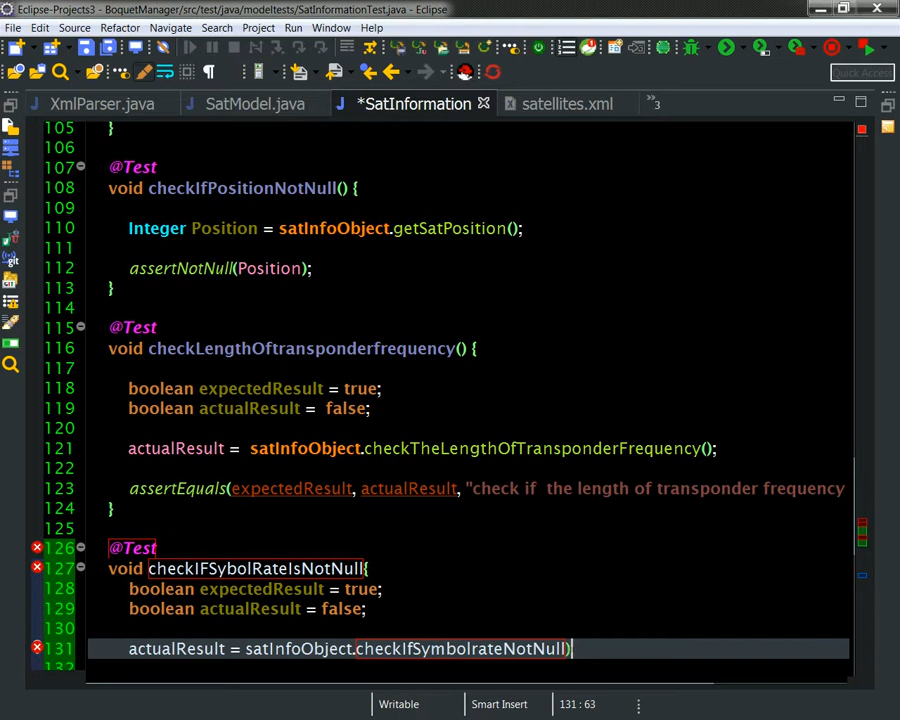 Eclipse-Projects3 - BoquetManager/src/test/java/modeltests/SatInformationTest.java - Eclipse
File Edit Source Refactor Navigate Search Project Run Window Help
Quick Access
XmlParser.java SatModel.java *SatInformation satellites.xml »3
105 }
106
107 @Test
108 void checkIfPositionNotNull() {
109
110 Integer Position = satInfoObject.getSatPosition();
111
112 assertNotNull(Position);
113 }
114
115 @Test
116 void checkLengthOftransponderfrequency() {
117
118 boolean expectedResult = true;
119 boolean actualResult = false;
120
121 actualResult = satInfoObject.checkTheLengthOfTransponderFrequency();
122
123 assertEquals(expectedResult, actualResult, "check if the length of transponder frequency
124 }
125
126 @Test
127 void checkIFSybolRateIsNotNull{
128 boolean expectedResult = true;
129 boolean actualResult = false;
130
131 actualResult = satInfoObject.checkIfSymbolrateNotNull)
132
Writable Smart Insert 131 : 63